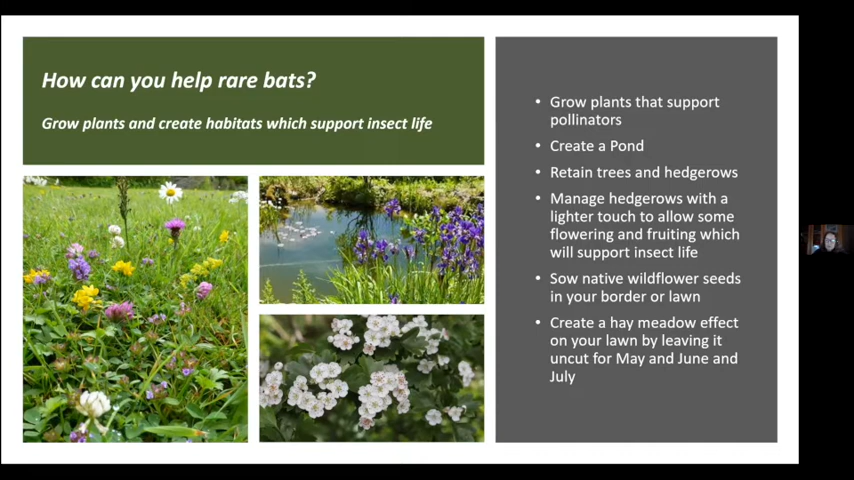 How can you help rare bats?
Grow plants and create habitats which support insect life
• Grow plants that support
pollinators
• Create a Pond
• Retain trees and hedgerows
• Manage hedgerows with a
lighter touch to allow some
flowering and fruiting which
will support insect life
• Sow native wildflower seeds
in your border or lawn
• Create a hay meadow effect
on your lawn by leaving it
uncut for May and June and
July